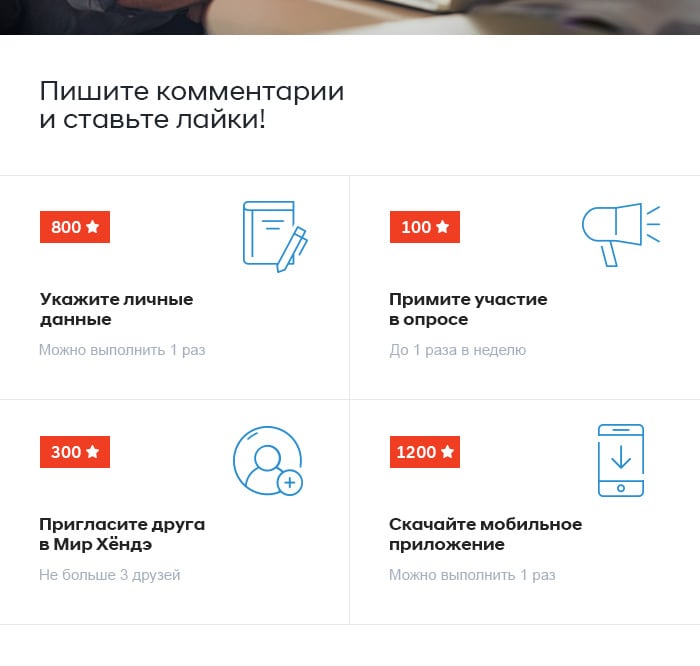 Пишите комментарии
и ставьте лайки!
800
Укажите личные
данные
Можно выполнить 1 раз
100
Примите участие
в опросе
До 1 раза в неделю
300
Пригласите друга
в Мир Хёндэ
Не больше 3 друзей
1200
Скачайте мобильное
приложение
Можно выполнить 1 раз